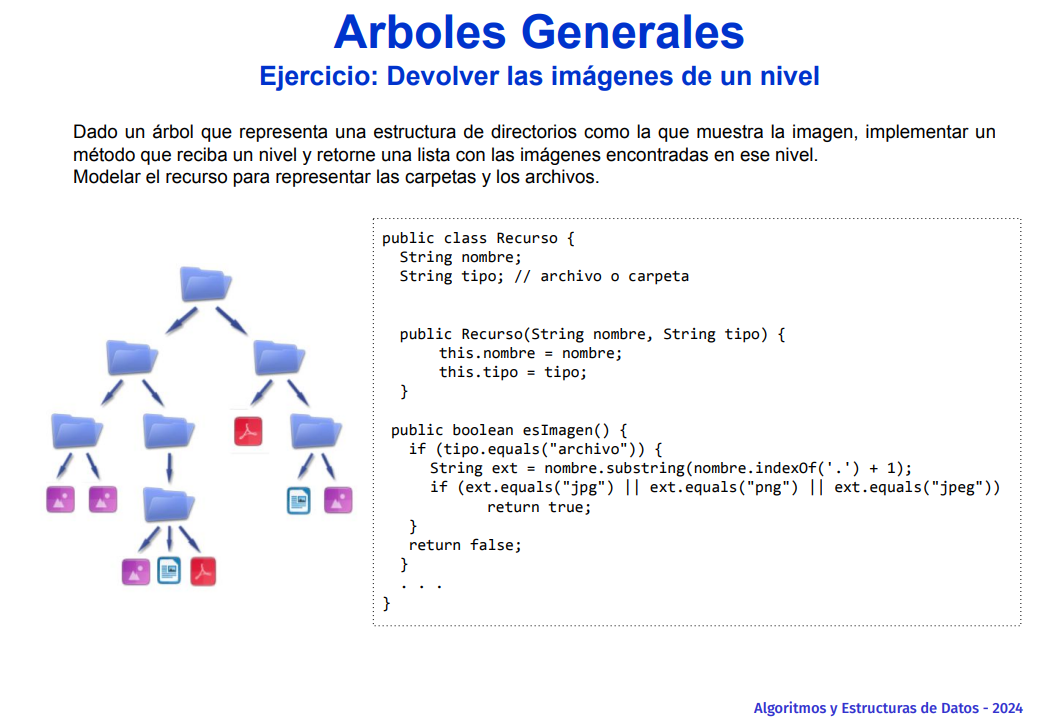 Arboles Generales
Ejercicio: Devolver las imágenes de un nivel
Dado un árbol que representa una estructura de directorios como la que muestra la imagen, implementar un
método que reciba un nivel y retorne una lista con las imágenes encontradas en ese nivel.
Modelar el recurso para representar las carpetas y los archivos.
public class Recurso {
String nombre;
String tipo; // archivo o carpeta
public Recurso(String nombre, String tipo) {
this.nombre = nombre;
this.tipo = tipo;
}
public boolean esImagen() {
if (tipo.equals("archivo")) {
String ext = nombre.substring(nombre.indexOf('.') + 1);
if (ext.equals("jpg") || ext.equals("png") || ext.equals("jpeg"))
return true;
}
return false;
}
. . .
}
Algoritmos y Estructuras de Datos - 2024